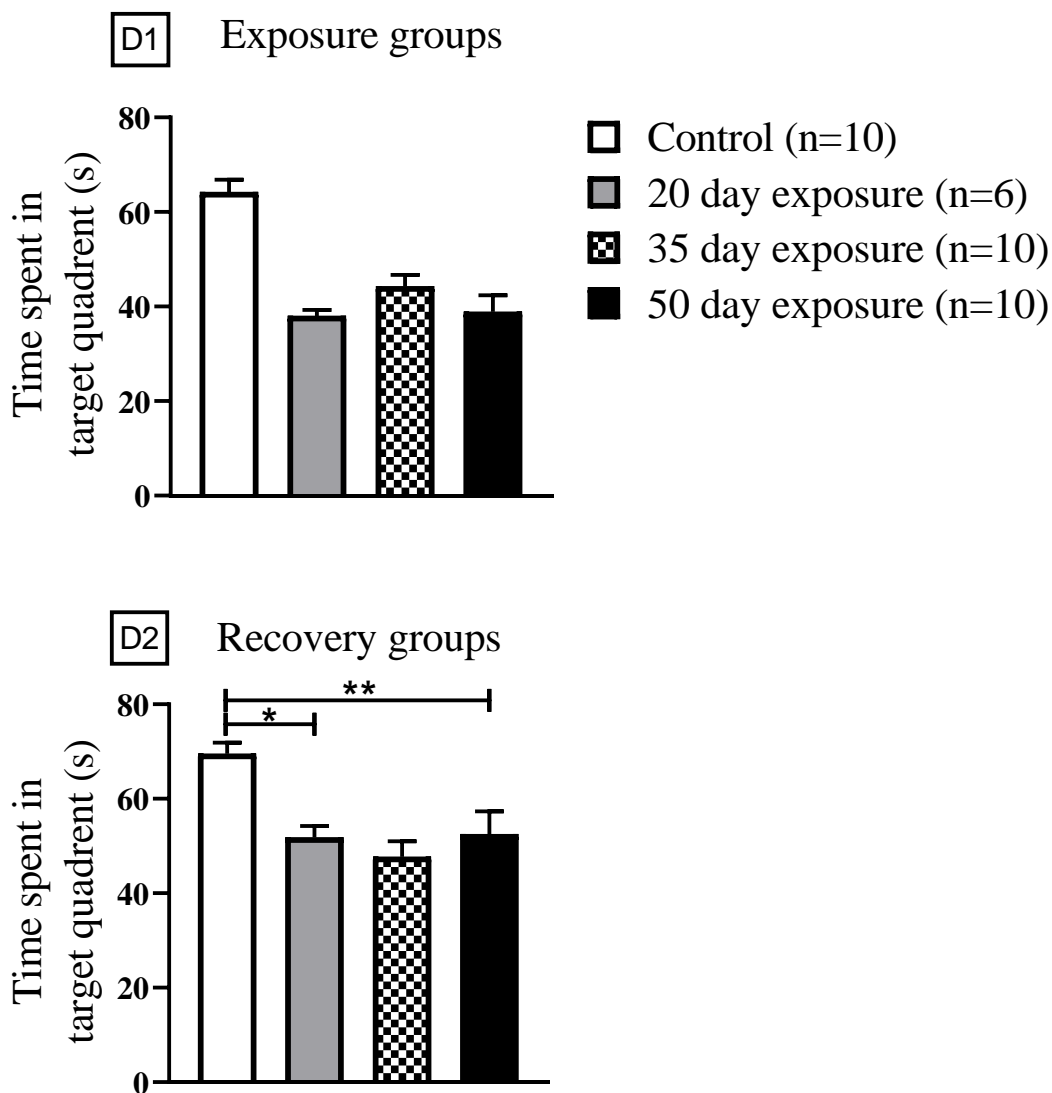 D1 Exposure groups
80
60
40
20
0
Time spent in
target quadrent (s)
Control (n=10)
20 day exposure (n=6)
35 day exposure (n=10)
50 day exposure (n=10)
D2 Recovery groups
**
*
80
60
40
20
0
Time spent in
target quadrent (s)